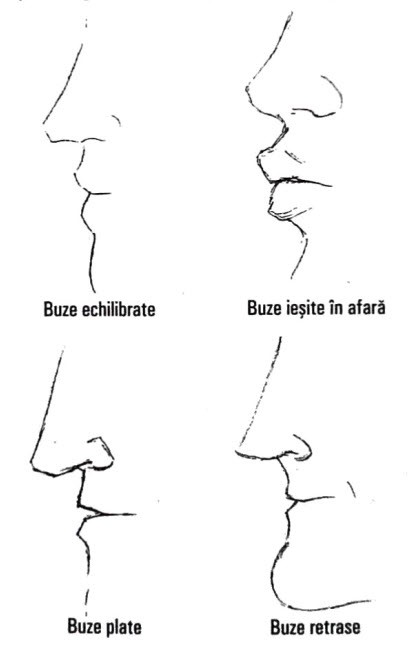 Buze echilibrate
Buze ieșite în afară
Buze plate
Buze retrase